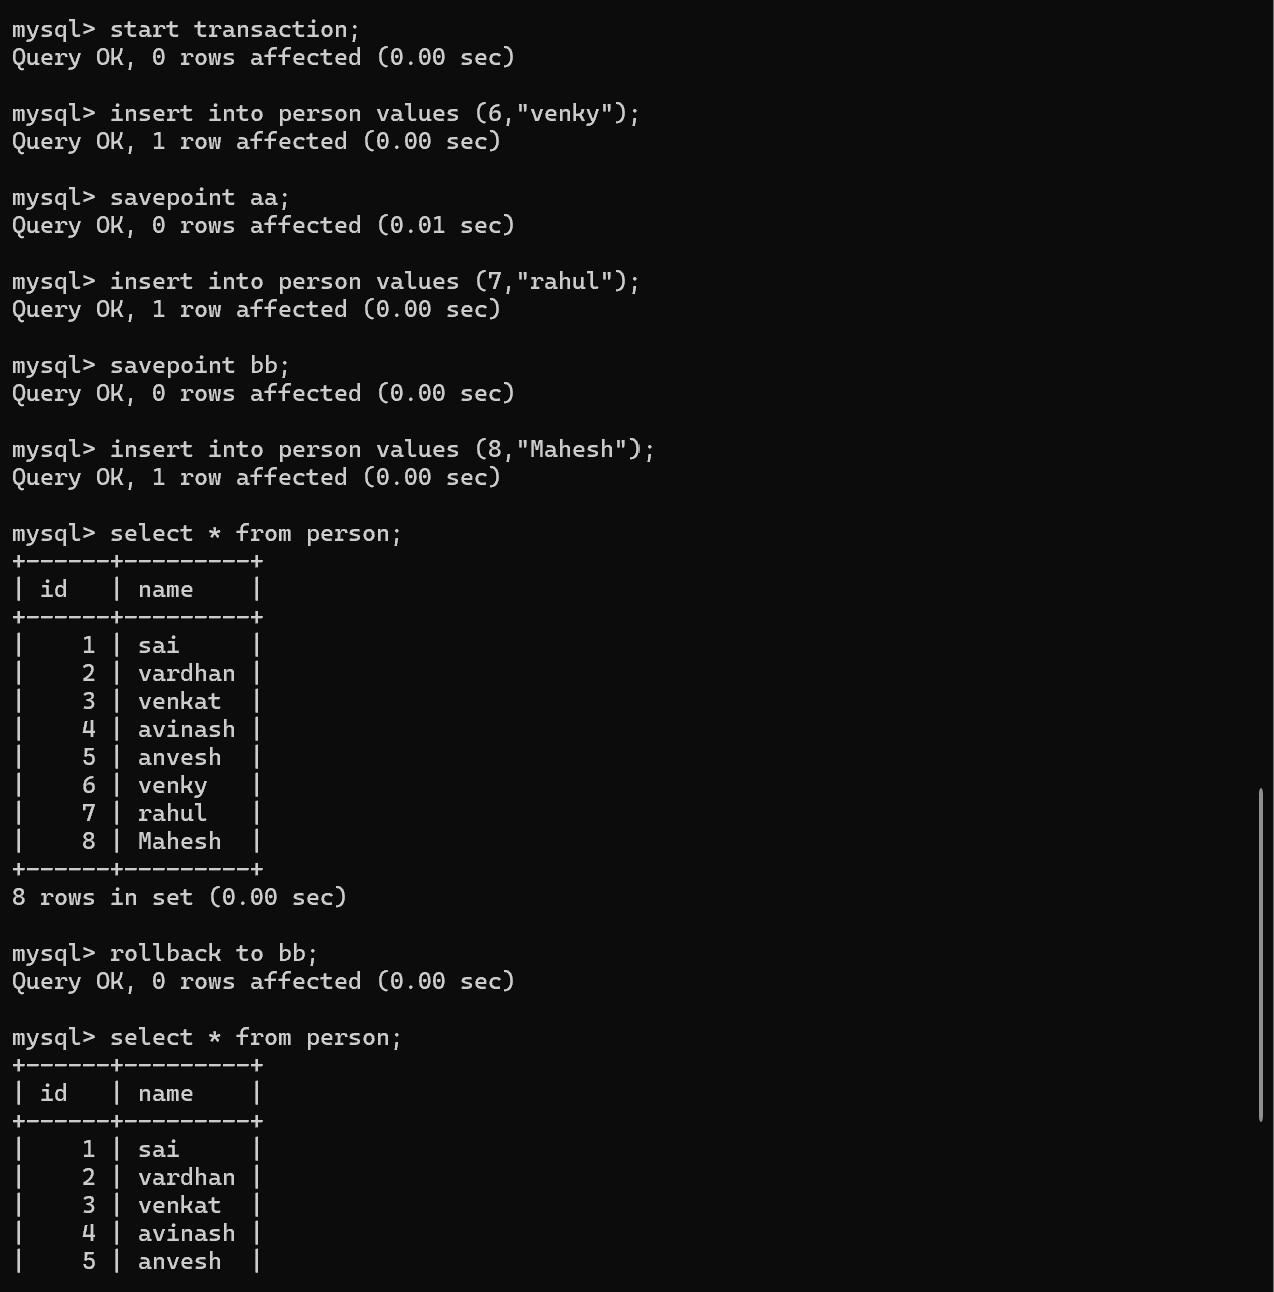 mysql> start transaction;
Query OK, 0 rows affected (0.00 sec)
mysql> insert into person values (6,"venky");
Query OK, 1 row affected (0.00 sec)
mysql> savepoint aa;
Query OK, 0 rows affected (0.01 sec)
mysql> insert into person values (7,"rahul");
Query OK, 1 row affected (0.00 sec)
mysql> savepoint bb;
Query OK, 0 rows affected (0.00 sec)
mysql> insert into person values (8,"Mahesh");
Query OK, 1 row affected (0.00 sec)
mysql> select * from person;
+------+---------+
| id   | name    |
+------+---------+
|    1 | sai     |
|    2 | vardhan |
|    3 | venkat  |
|    4 | avinash |
|    5 | anvesh  |
|    6 | venky   |
|    7 | rahul   |
|    8 | Mahesh  |
+------+---------+
8 rows in set (0.00 sec)
mysql> rollback to bb;
Query OK, 0 rows affected (0.00 sec)
mysql> select * from person;
+------+---------+
| id   | name    |
+------+---------+
|    1 | sai     |
|    2 | vardhan |
|    3 | venkat  |
|    4 | avinash |
|    5 | anvesh  |